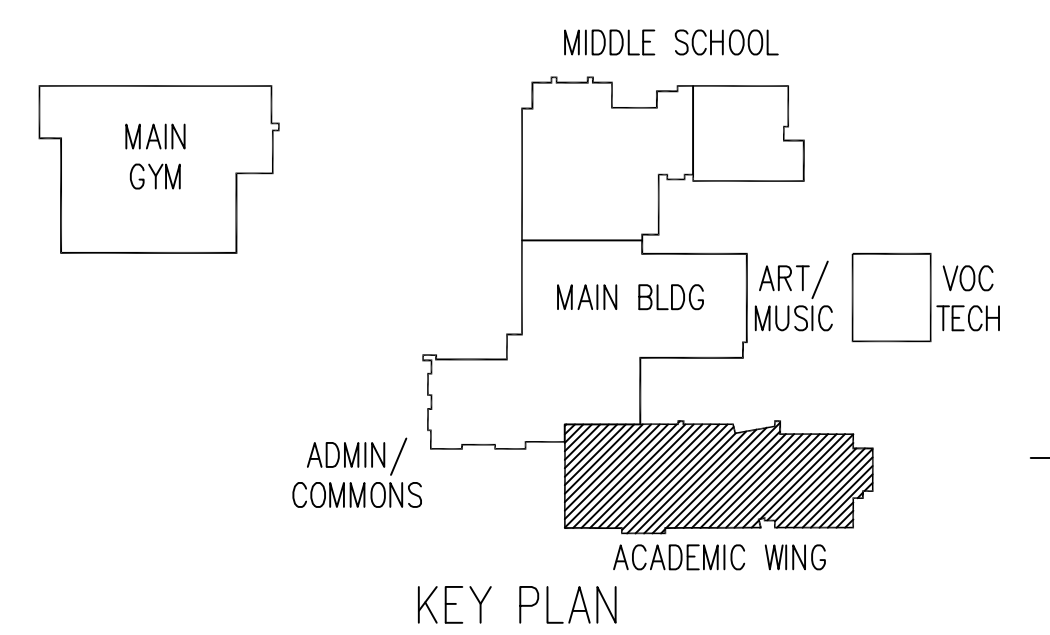 MIDDLE SCHOOL
MAIN
GYM
MAIN BLDG
ART/
MUSIC
VOC
TECH
ADMIN/
COMMONS
ACADEMIC WING
KEY PLAN